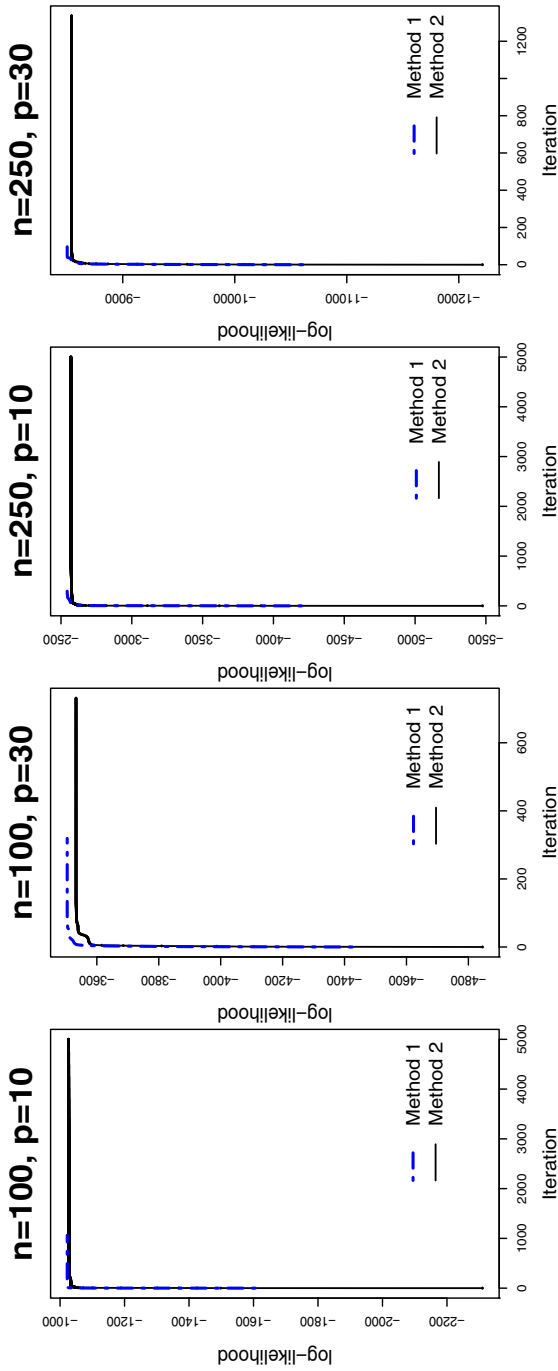 n=100, p=10
log−likelihood
−1000
−1200
−1400
−1600
−1800
−2000
−2200
Method 1
Method 2
0 1000 2000 3000 4000 5000
Iteration
n=100, p=30
log−likelihood
−3600
−3800
−4000
−4200
−4400
−4600
−4800
Method 1
Method 2
0 200 400 600
Iteration
n=250, p=10
log−likelihood
−2500
−3000
−3500
−4000
−4500
−5000
−5500
Method 1
Method 2
0 1000 2000 3000 4000 5000
Iteration
n=250, p=30
log−likelihood
−9000
−10000
−11000
−12000
Method 1
Method 2
0 200 400 600 800 1200
Iteration